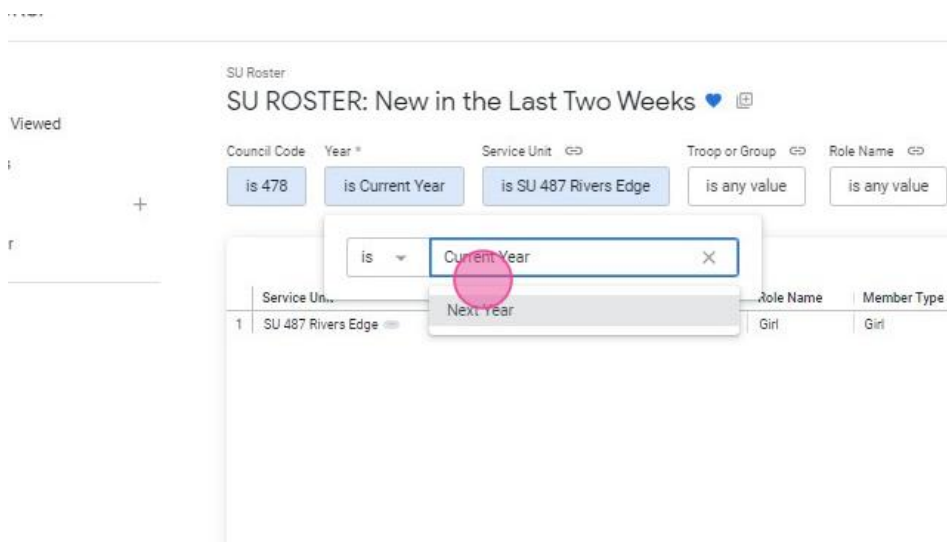 SU Roster
SU ROSTER: New in the Last Two Weeks
Viewed
Council Code Year * Service Unit Troop or Group Role Name
is 478 is Current Year is SU 487 Rivers Edge is any value is any value
r
is Current Year
Next Year
Service Un... Role Name Member Type
1 SU 487 Rivers Edge Girl Girl